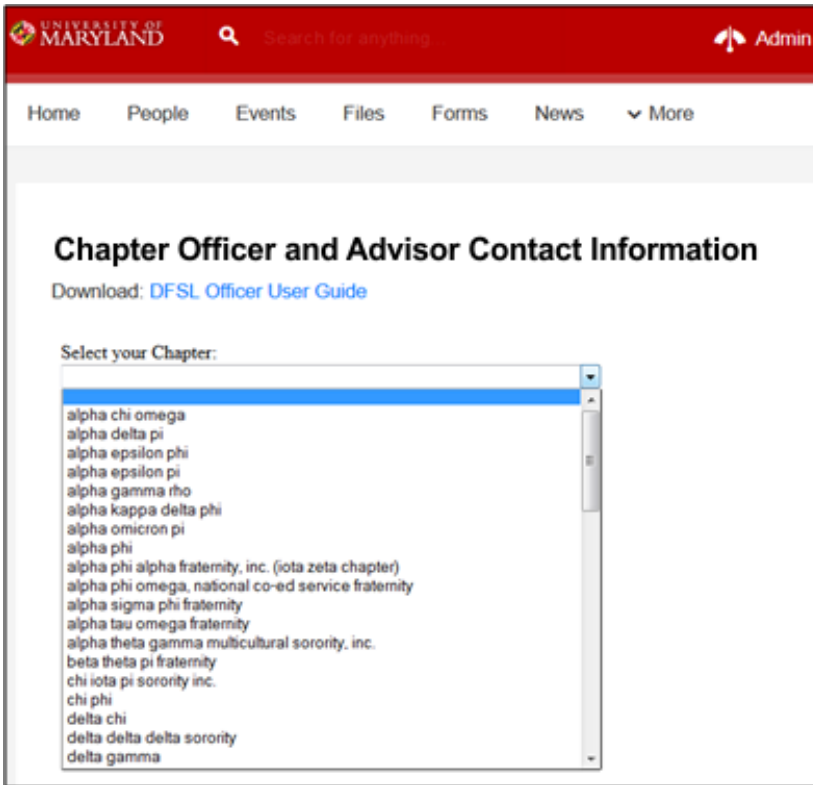 UNIVERSITY OF
MARYLAND
Search for anything...
Admin
Home People Events Files Forms News More
Chapter Officer and Advisor Contact Information
Download: DFSL Officer User Guide
Select your Chapter:
alpha chi omega
alpha delta pi
alpha epsilon phi
alpha epsilon pi
alpha gamma rho
alpha kappa delta phi
alpha omicron pi
alpha phi
alpha phi alpha fraternity, inc. (iota zeta chapter)
alpha phi omega, national co-ed service fraternity
alpha sigma phi fraternity
alpha tau omega fraternity
alpha theta gamma multicultural sorority, inc.
beta theta pi fraternity
chi iota pi sorority inc.
chi phi
delta chi
delta delta delta sorority
delta gamma